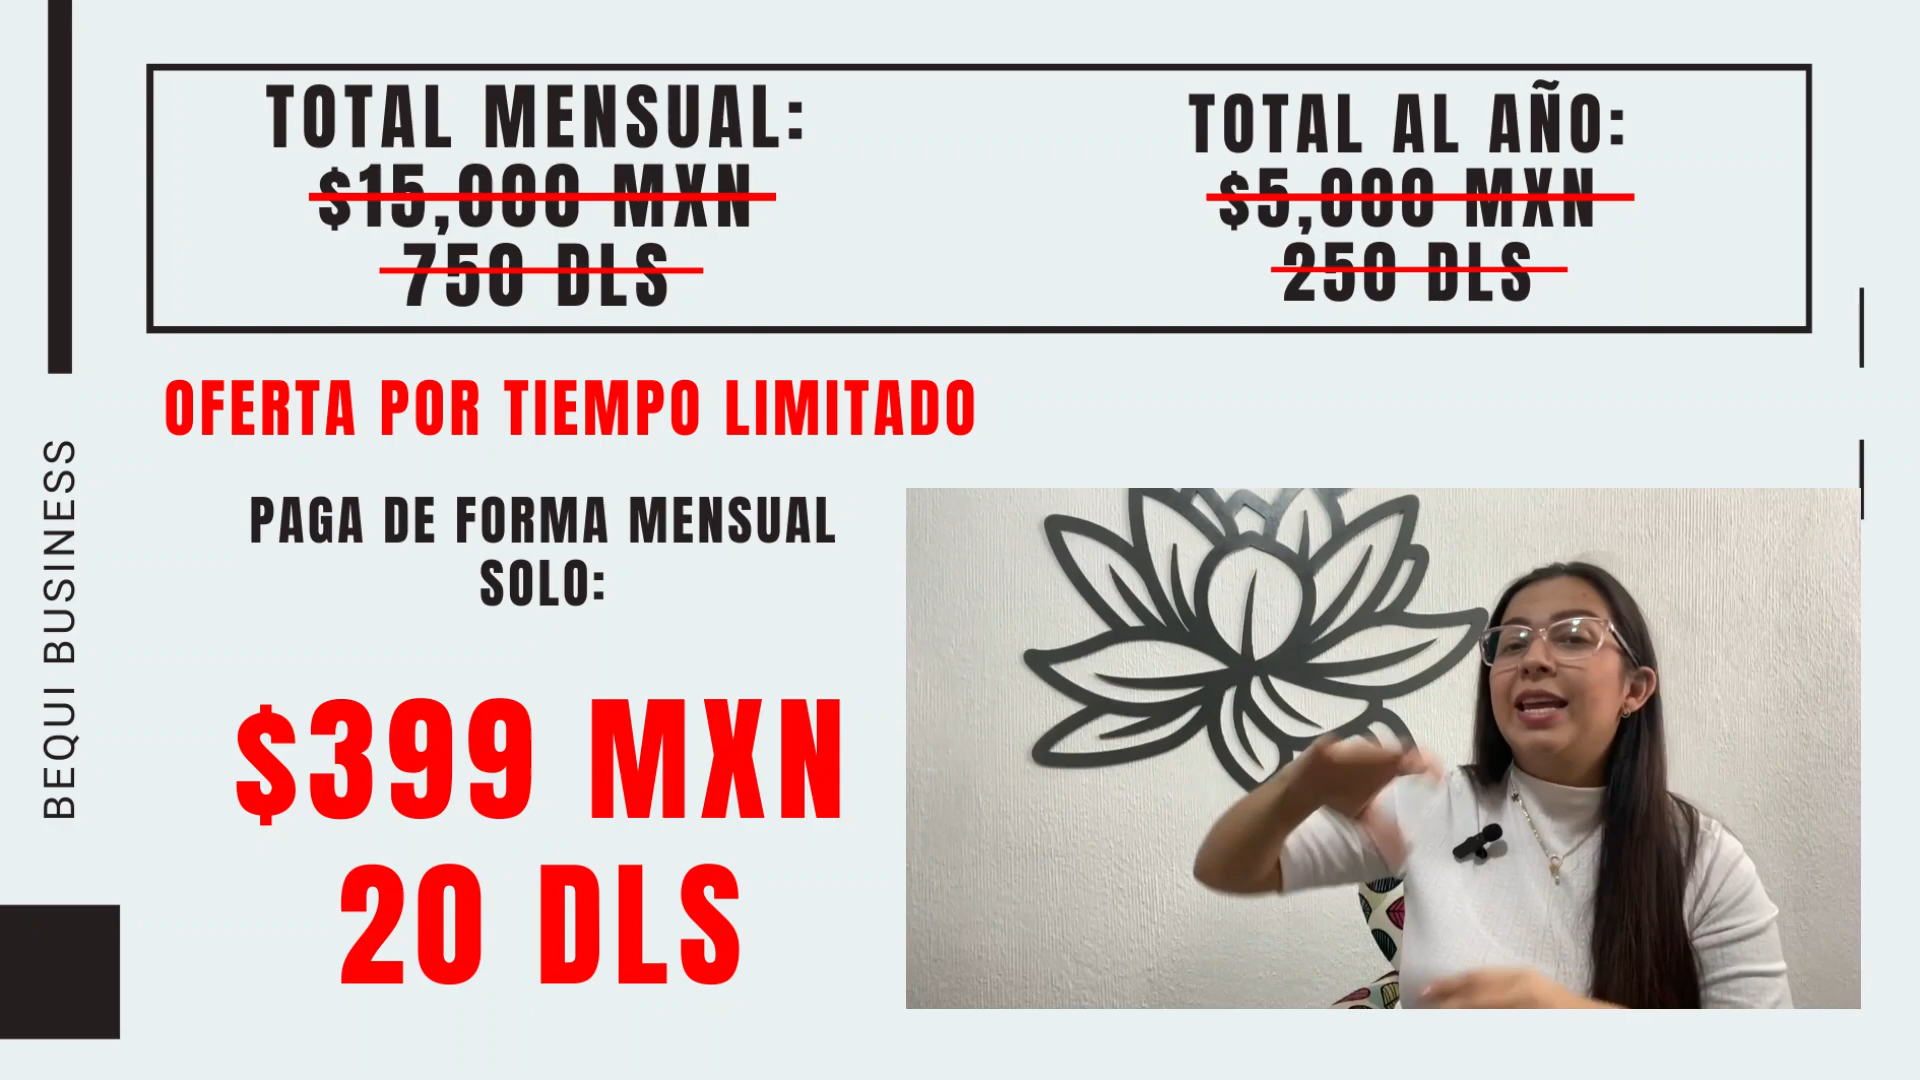 TOTAL MENSUAL:
$15,000 MXN
750 DLS
TOTAL AL AÑO:
$5,000 MXN
250 DLS
OFERTA POR TIEMPO LIMITADO
PAGA DE FORMA MENSUAL
SOLO:
$399 MXN
20 DLS
BEQUI BUSINESS